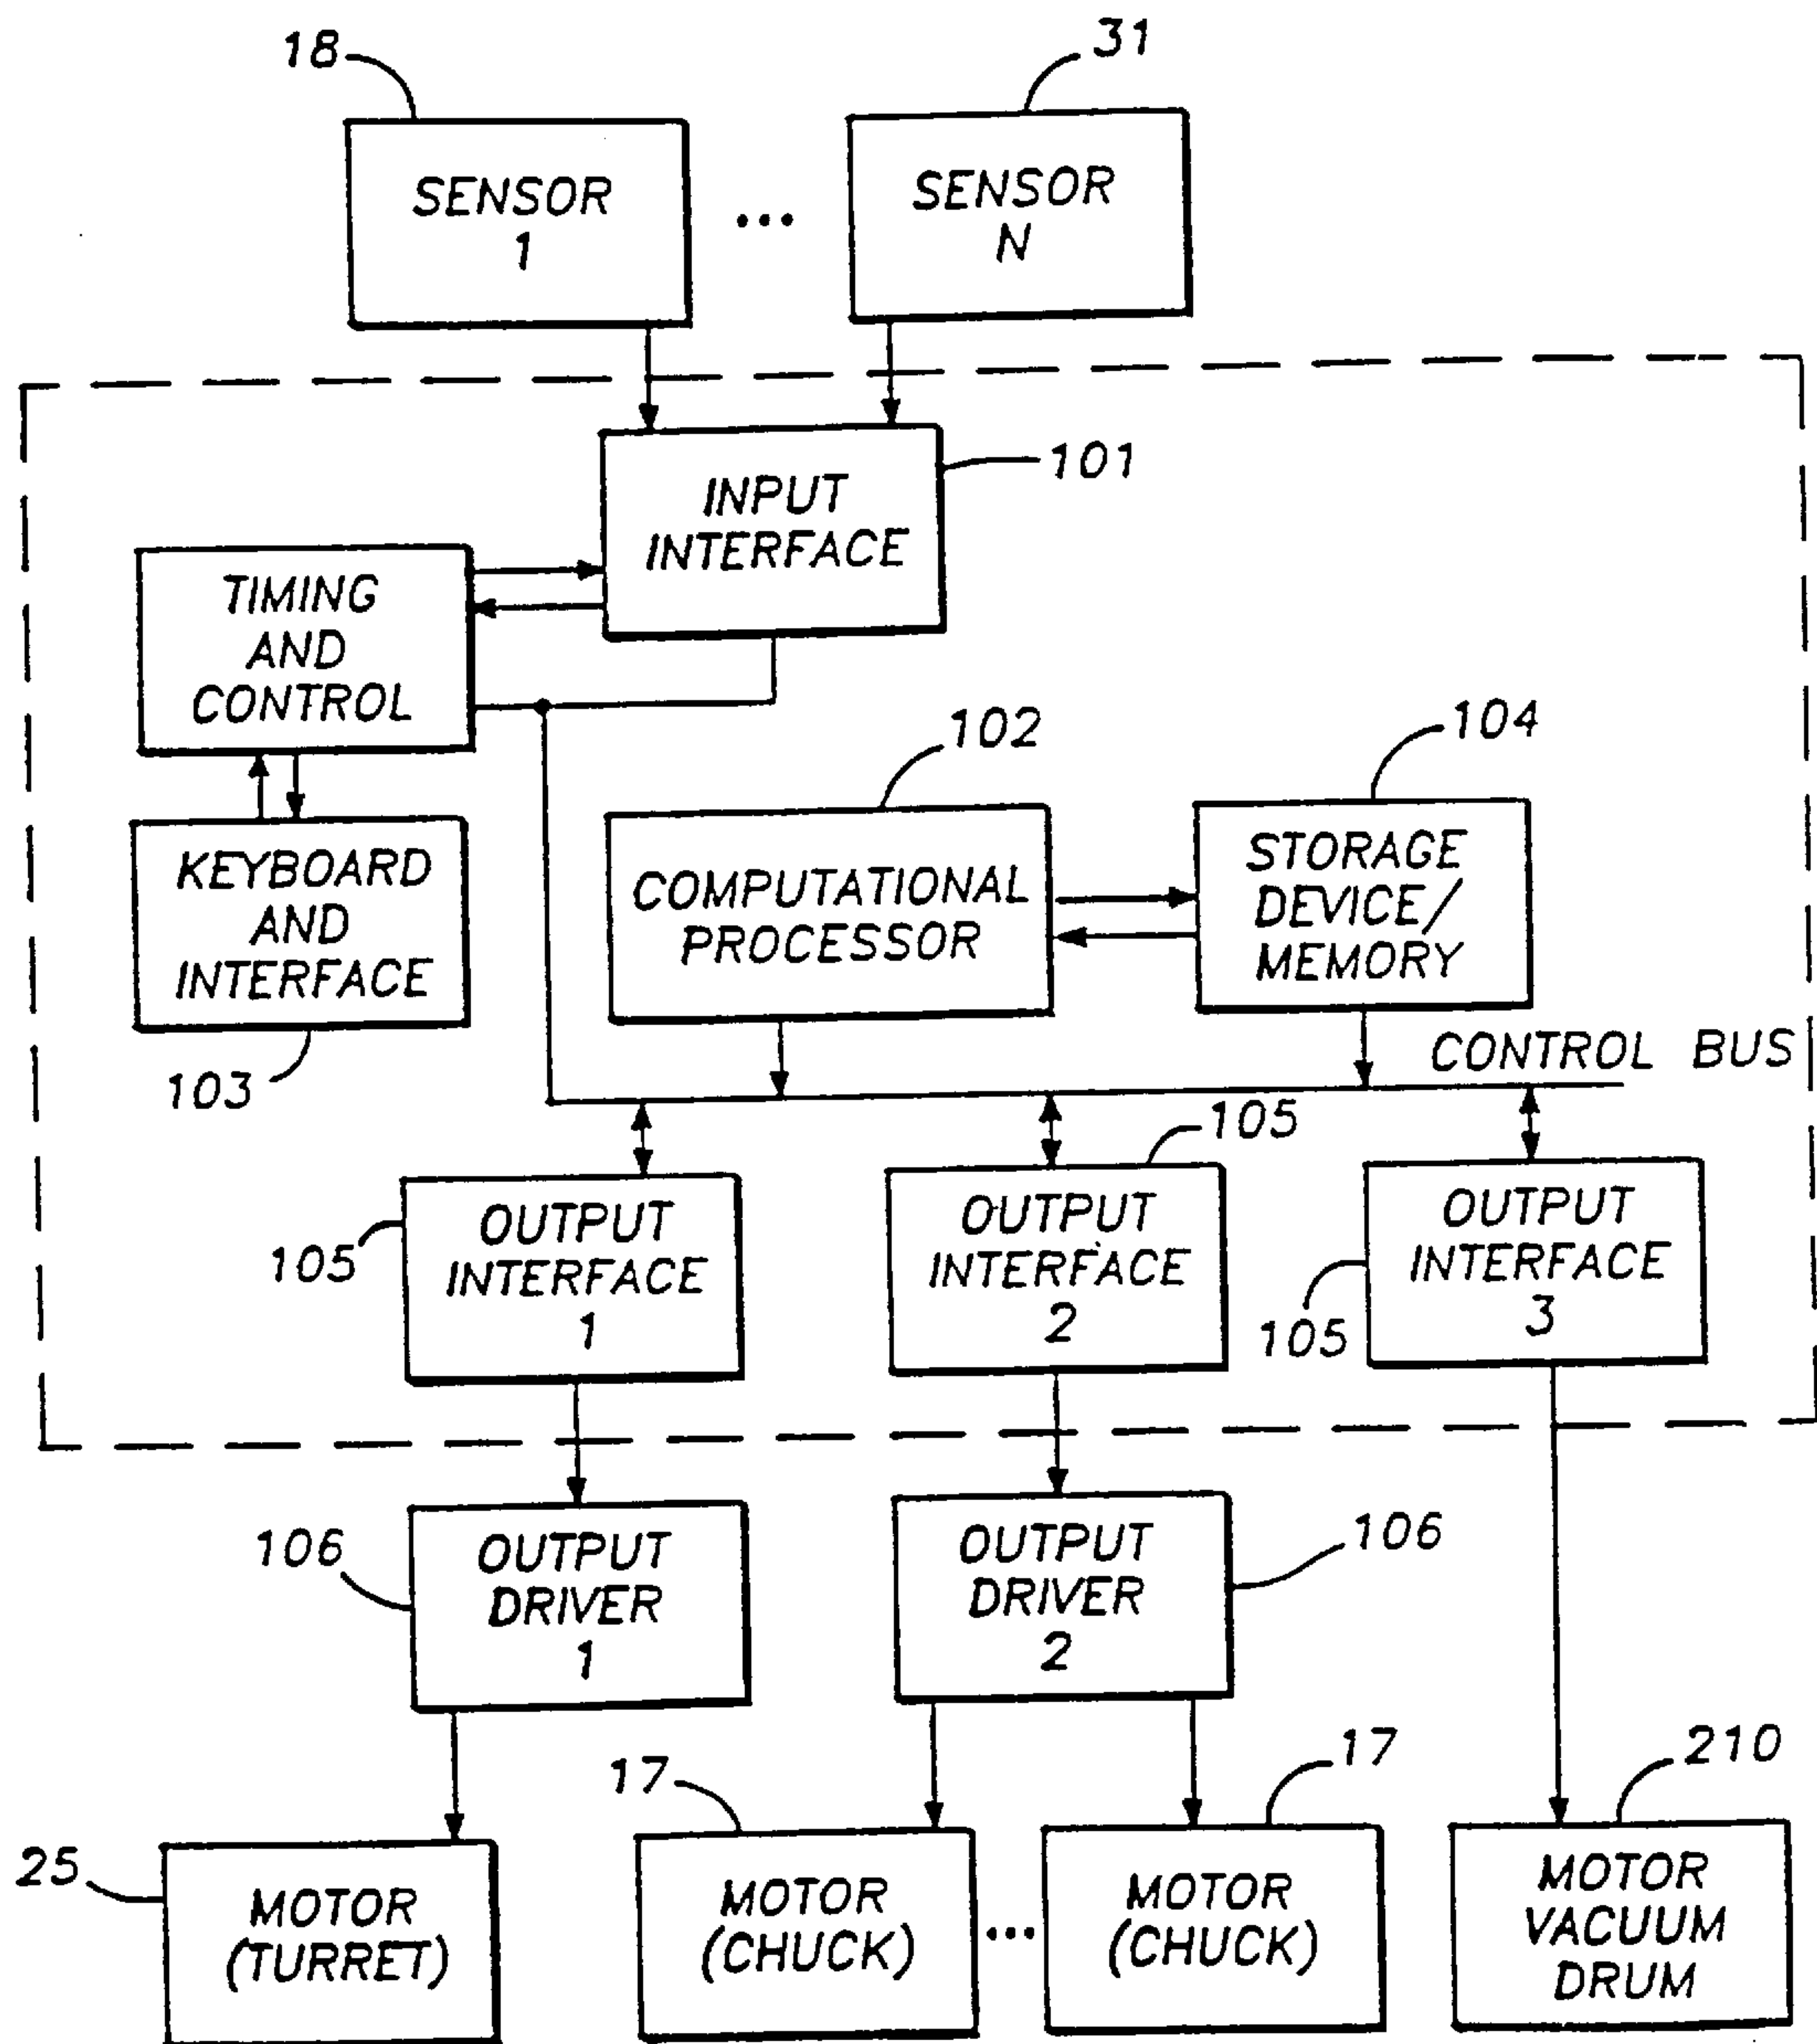 18
31
SENSOR
1
...
SENSOR
N
INPUT
INTERFACE
101
TIMING
AND
CONTROL
102
104
KEYBOARD
AND
INTERFACE
COMPUTATIONAL
PROCESSOR
STORAGE
DEVICE/
MEMORY
103
CONTROL BUS
105
OUTPUT
INTERFACE
1
105
OUTPUT
INTERFACE
2
105
OUTPUT
INTERFACE
3
106
OUTPUT
DRIVER
1
OUTPUT
DRIVER
2
106
17
17
210
25
MOTOR
(TURRET)
MOTOR
(CHUCK)
...
MOTOR
(CHUCK)
MOTOR
VACUUM
DRUM